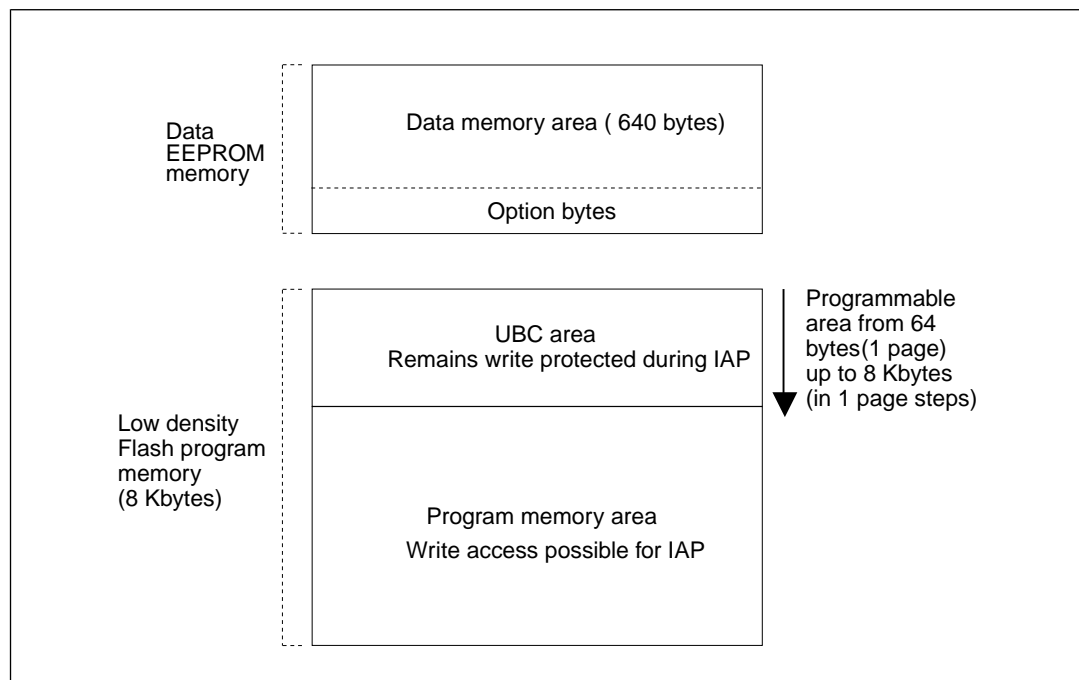 Data memory area ( 640 bytes)
Data
EEPROM
memory
Option bytes
UBC area
Remains write protected during IAP
Programmable
area from 64
bytes(1 page)
up to 8 Kbytes
(in 1 page steps)
Low density
Flash program
memory
(8 Kbytes)
Program memory area
Write access possible for IAP